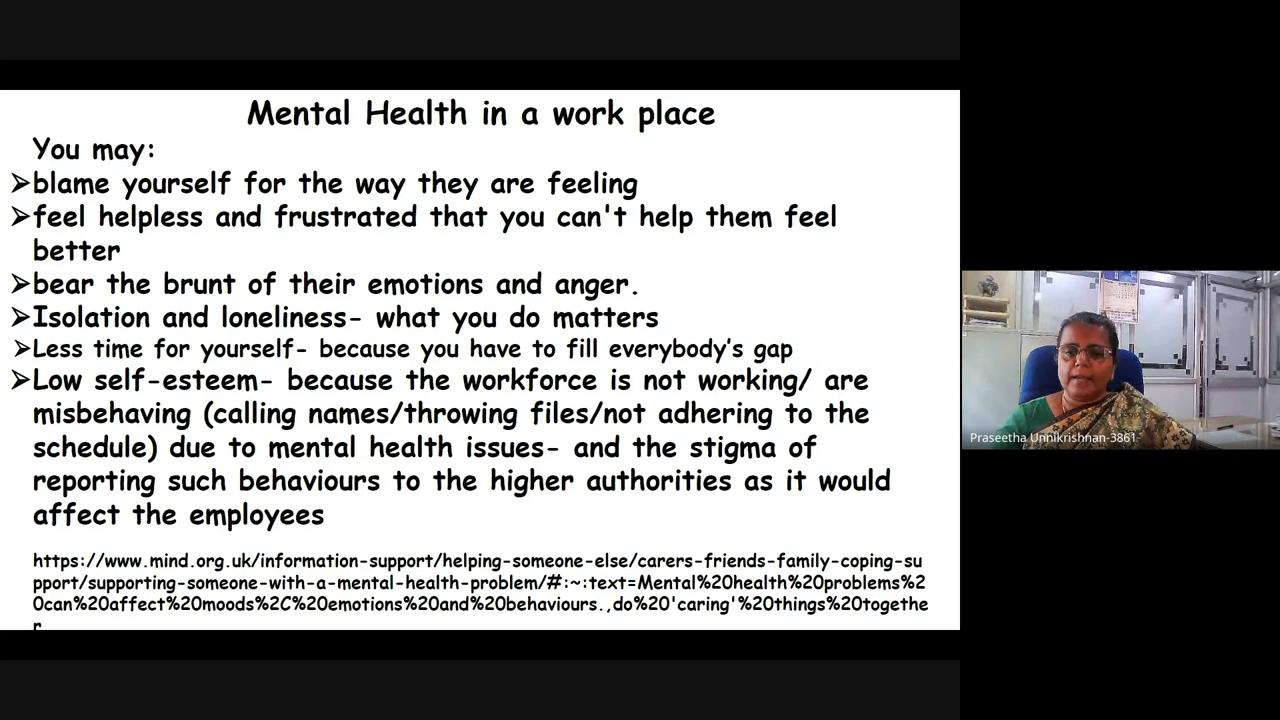 Mental Health in a work place
You may:
➢blame yourself for the way they are feeling
➢feel helpless and frustrated that you can't help them feel
better
➢bear the brunt of their emotions and anger.
➢Isolation and loneliness- what you do matters
➢Less time for yourself- because you have to fill everybody’s gap
➢Low self-esteem- because the workforce is not working/ are
misbehaving (calling names/throwing files/not adhering to the
schedule) due to mental health issues- and the stigma of
reporting such behaviours to the higher authorities as it would
affect the employees
https://www.mind.org.uk/information-support/helping-someone-else/carers-friends-family-coping-su
pport/supporting-someone-with-a-mental-health-problem/#:~:text=Mental%20health%20problems%2
0can%20affect%20moods%2C%20emotions%20and%20behaviours.,do%20'caring'%20things%20togethe
r
Praseetha Unnikrishnan-3861